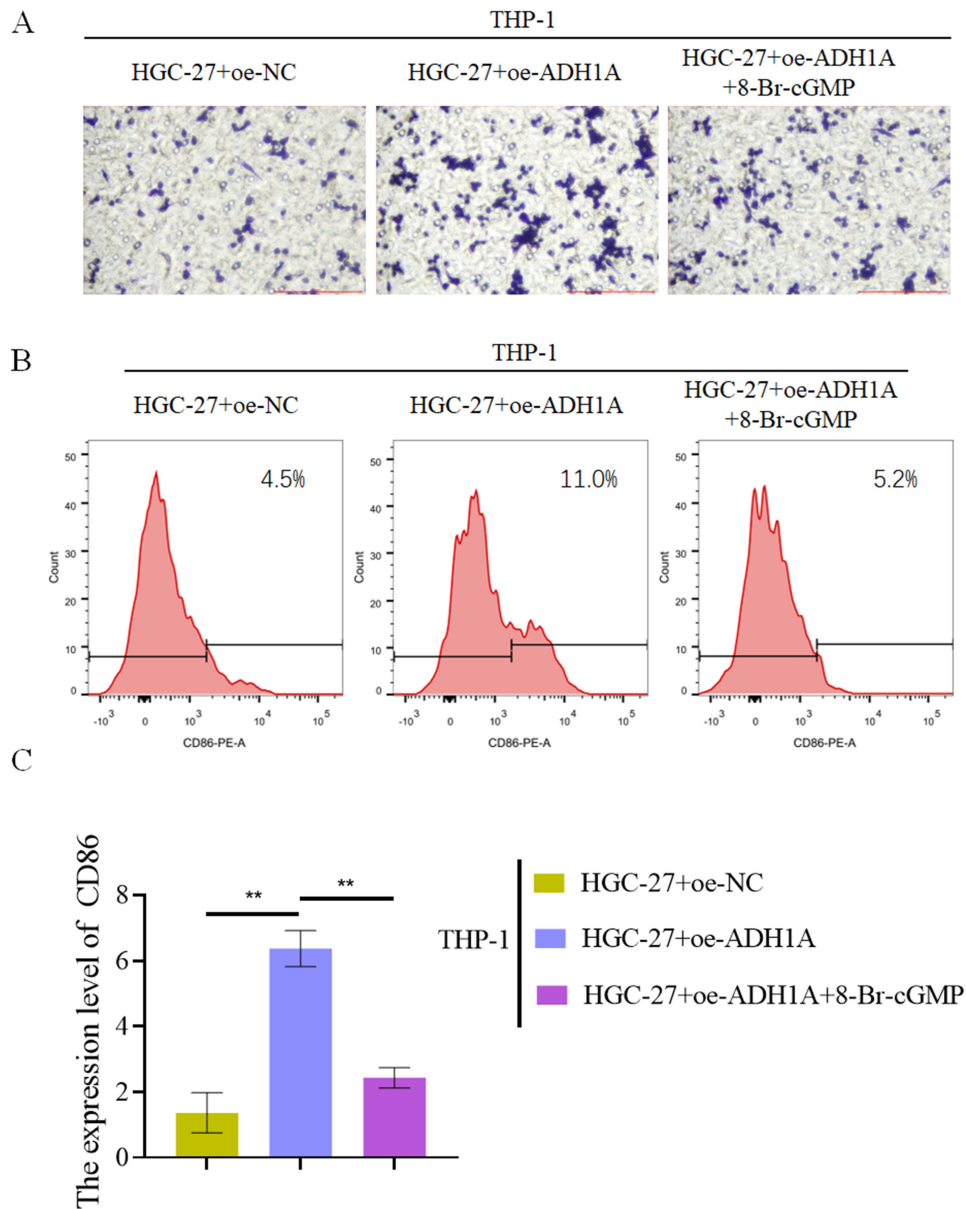 A
THP-1
HGC-27+oe-NC
HGC-27+oe-ADH1A
HGC-27+oe-ADH1A
+8-Br-cGMP
B
THP-1
HGC-27+oe-NC
HGC-27+oe-ADH1A
HGC-27+oe-ADH1A
+8-Br-cGMP
50
40
30
20
10
0
Count
4.5%
-10³ 0 10³ 10⁴ 10⁵
CD86-PE-A
50
40
30
20
10
0
Count
11.0%
-10³ 0 10³ 10⁴ 10⁵
CD86-PE-A
50
40
30
20
10
0
Count
5.2%
-10³ 0 10³ 10⁴ 10⁵
CD86-PE-A
C
The expression level of CD86
8
6
4
2
0
**
**
THP-1
HGC-27+oe-NC
HGC-27+oe-ADH1A
HGC-27+oe-ADH1A+8-Br-cGMP